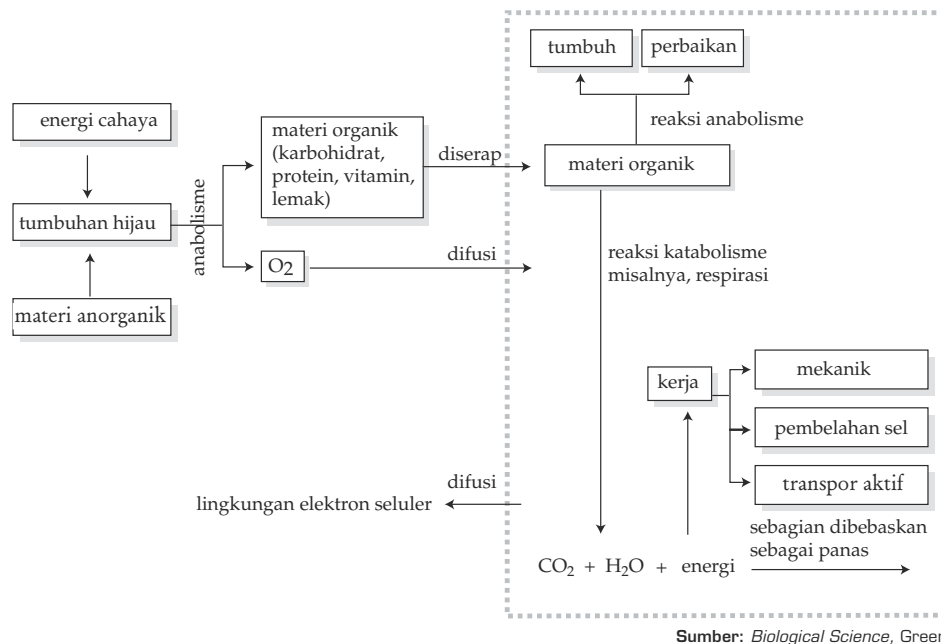 tumbuh
perbaikan
energi cahaya
reaksi anabolisme
materi organik
(karbohidrat,
protein, vitamin,
lemak)
diserap
materi organik
tumbuhan hijau
anabolisme
O2
difusi
reaksi katabolisme
misalnya, respirasi
materi anorganik
kerja
mekanik
pembelahan sel
transpor aktif
difusi
lingkungan elektron seluler
sebagian dibebaskan
sebagai panas
CO2 + H2O + energi
Sumber: Biological Science, Green